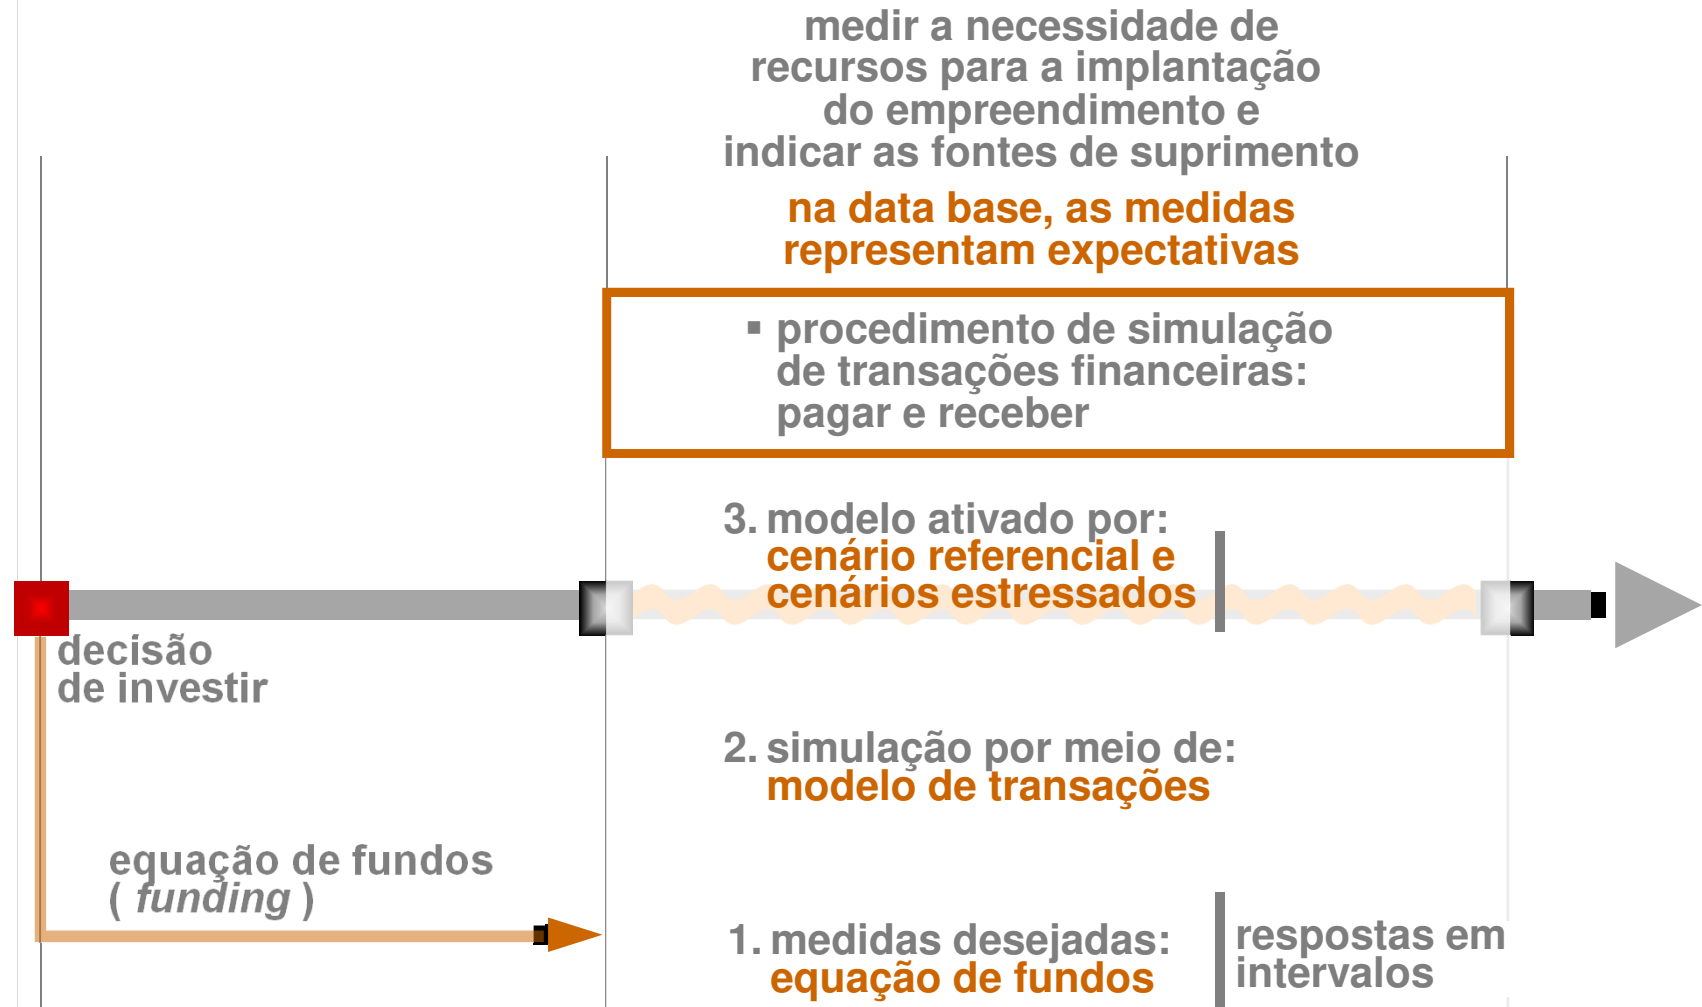 medir a necessidade de
recursos para a implantação
do empreendimento e
indicar as fontes de suprimento
na data base, as medidas
representam expectativas
▪ procedimento de simulação
de transações financeiras:
pagar e receber
3. modelo ativado por:
cenário referencial e
cenários estressados
decisão
de investir
2. simulação por meio de:
modelo de transações
equação de fundos
( funding )
1. medidas desejadas:
equação de fundos
respostas em
intervalos